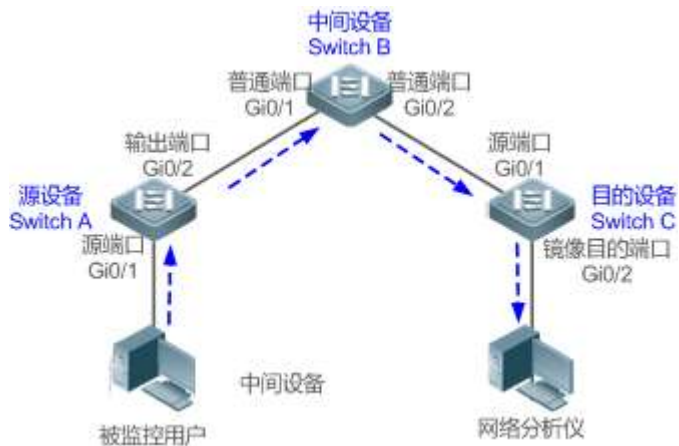 中间设备
Switch B
普通端口
Gi0/1
普通端口
Gi0/2
输出端口
Gi0/2
源端口
Gi0/1
源设备
Switch A
目的设备
Switch C
源端口
Gi0/1
镜像目的端口
Gi0/2
中间设备
被监控用户
网络分析仪